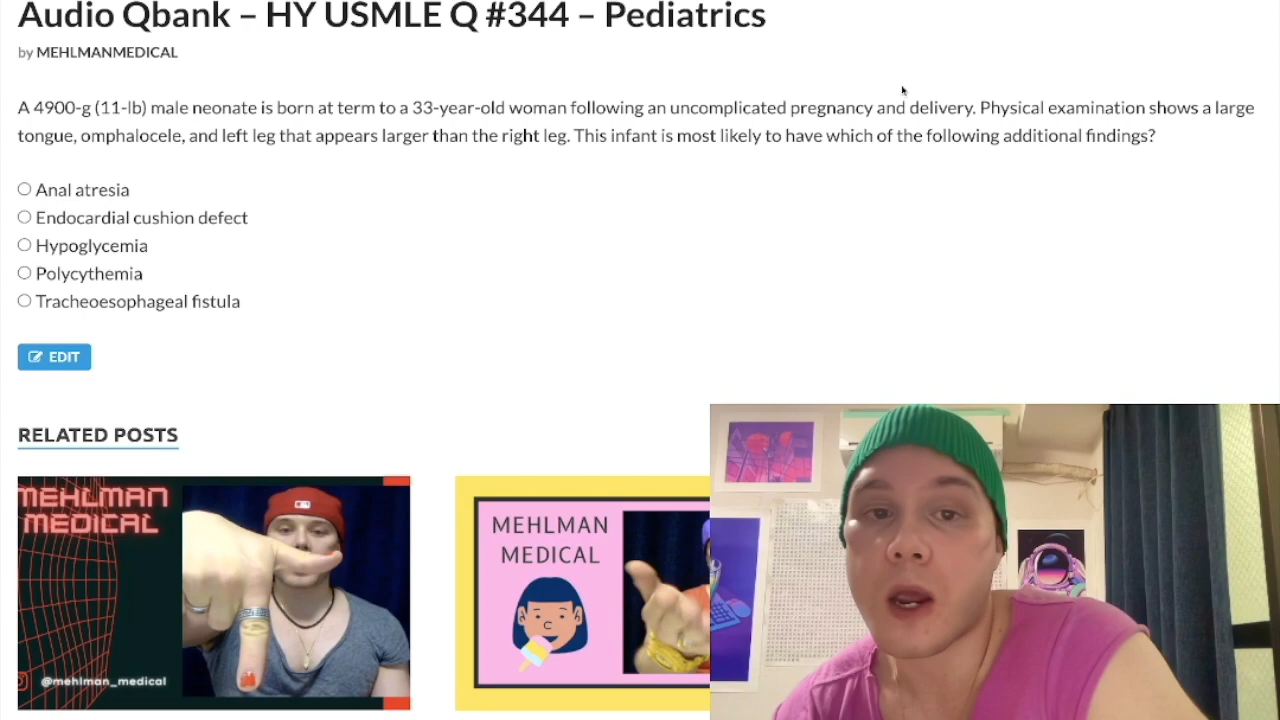 Audio Qbank – HY USMLE Q #344 – Pediatrics
by MEHLMANMEDICAL
A 4900-g (11-lb) male neonate is born at term to a 33-year-old woman following an uncomplicated pregnancy and delivery. Physical examination shows a large
tongue, omphalocele, and left leg that appears larger than the right leg. This infant is most likely to have which of the following additional findings?
Anal atresia
Endocardial cushion defect
Hypoglycemia
Polycythemia
Tracheoesophageal fistula
EDIT
RELATED POSTS
MEHLMAN
MEDICAL
@mehlman_medical
MEHLMAN
MEDICAL